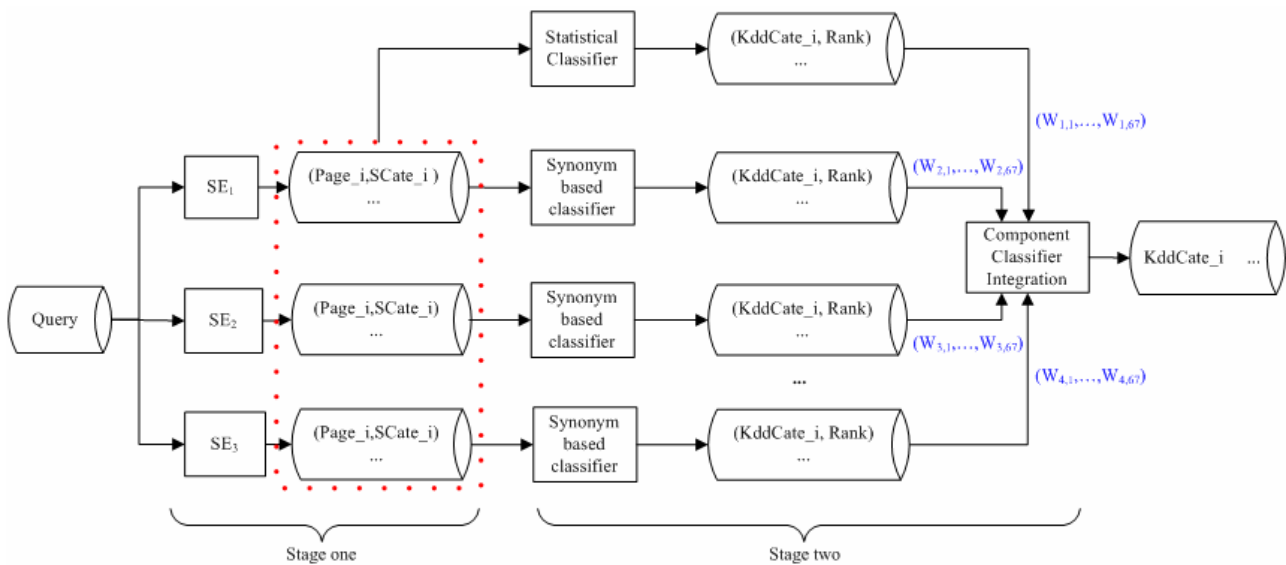 Statistical
Classifier
(KddCate_i, Rank)
...
(W1,1,…,W1,67)
SE1
(Page_i,SCate_i )
...
Synonym
based
classifier
(KddCate_i, Rank)
...
(W2,1,…,W2,67)
Query
SE2
(Page_i,SCate_i)
...
Synonym
based
classifier
(KddCate_i, Rank)
...
(W3,1,…,W3,67)
Component
Classifier
Integration
KddCate_i ...
...
SE3
(Page_i,SCate_i)
...
Synonym
based
classifier
(KddCate_i, Rank)
...
(W4,1,…,W4,67)
Stage one
Stage two